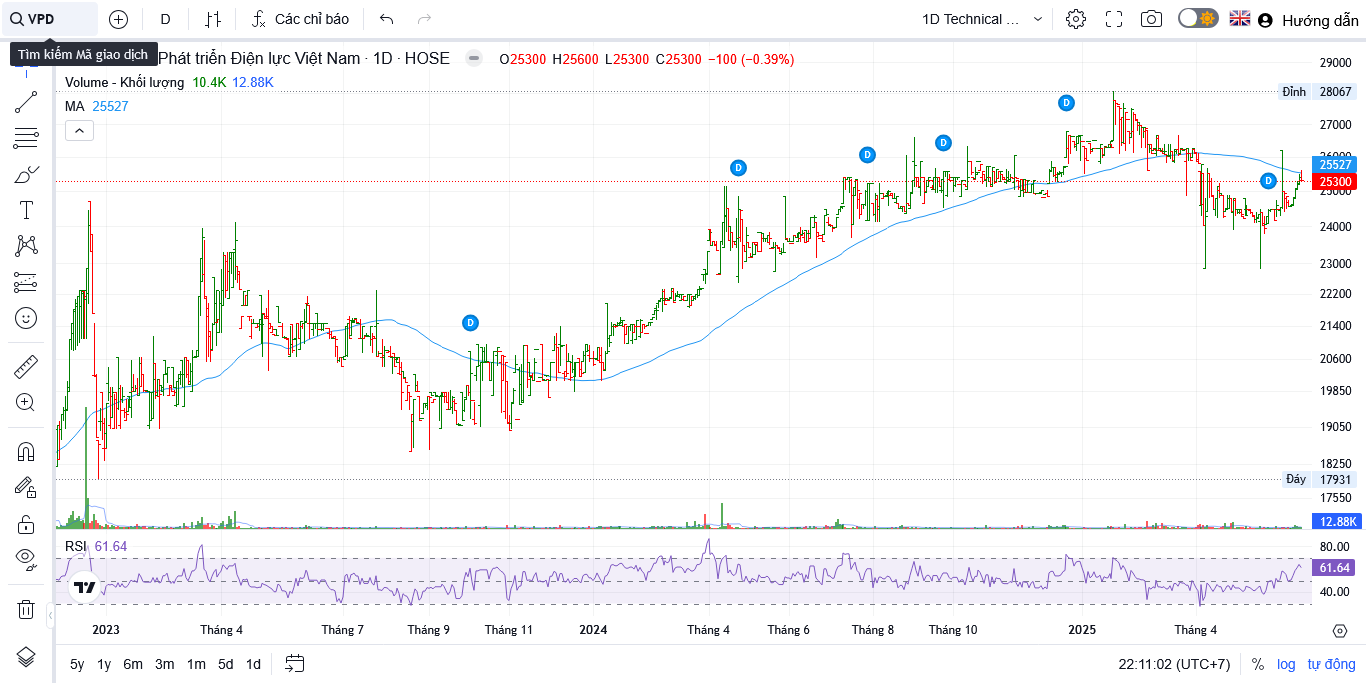 VPD D Các chỉ báo 1D Technical ... Hướng dẫn
Tìm kiếm Mã giao dịch Phát triển Điện lực Việt Nam · 1D · HOSE O25300 H25600 L25300 C25300 −100 (−0.39%)
Volume - Khối lượng 10.4K 12.88K
MA 25527
29000
Đỉnh 28067
27000
26000
25527
25300
25000
24000
23000
22200
21400
20600
19850
19050
18250
Đáy 17931
17550
12.88K
D
D
D
D
D
D
RSI 61.64
80.00
61.64
40.00
2023 Tháng 4 Tháng 7 Tháng 9 Tháng 11 2024 Tháng 4 Tháng 6 Tháng 8 Tháng 10 2025 Tháng 4
5y 1y 6m 3m 1m 5d 1d 22:11:02 (UTC+7) % log tự động